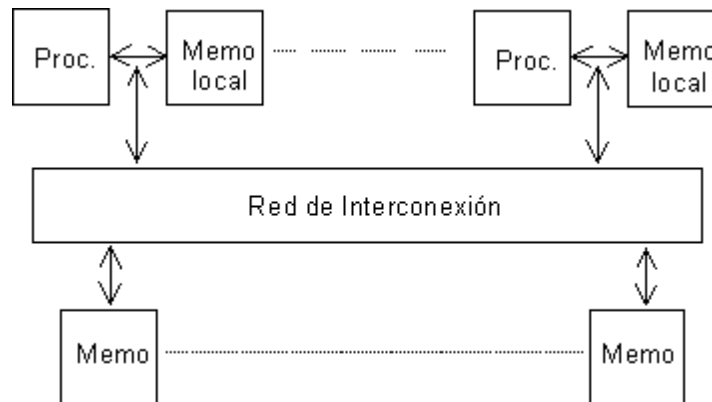 Proc.
Memo
local
Proc.
Memo
local
Red de Interconexión
Memo
Memo